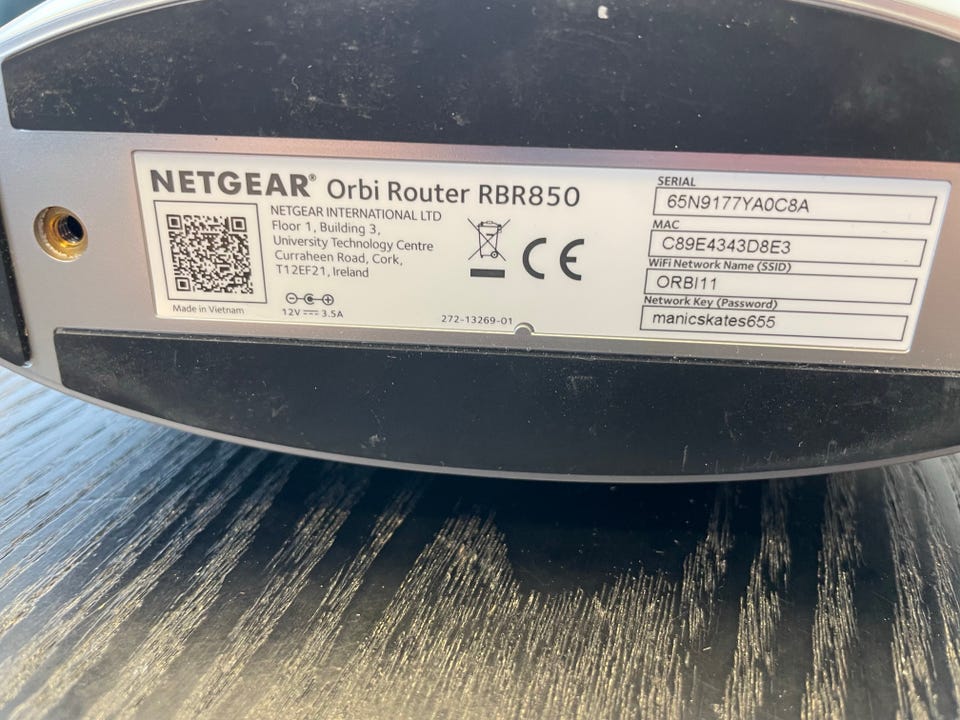 NETGEAR® Orbi Router RBR850
NETGEAR INTERNATIONAL LTD
Floor 1, Building 3,
University Technology Centre
Curraheen Road, Cork,
T12EF21, Ireland
Made in Vietnam
12V ⎓ 3.5A
272-13269-01
CE
SERIAL
65N9177YA0C8A
MAC
C89E4343D8E3
WiFi Network Name (SSID)
ORBI11
Network Key (Password)
manicskates655